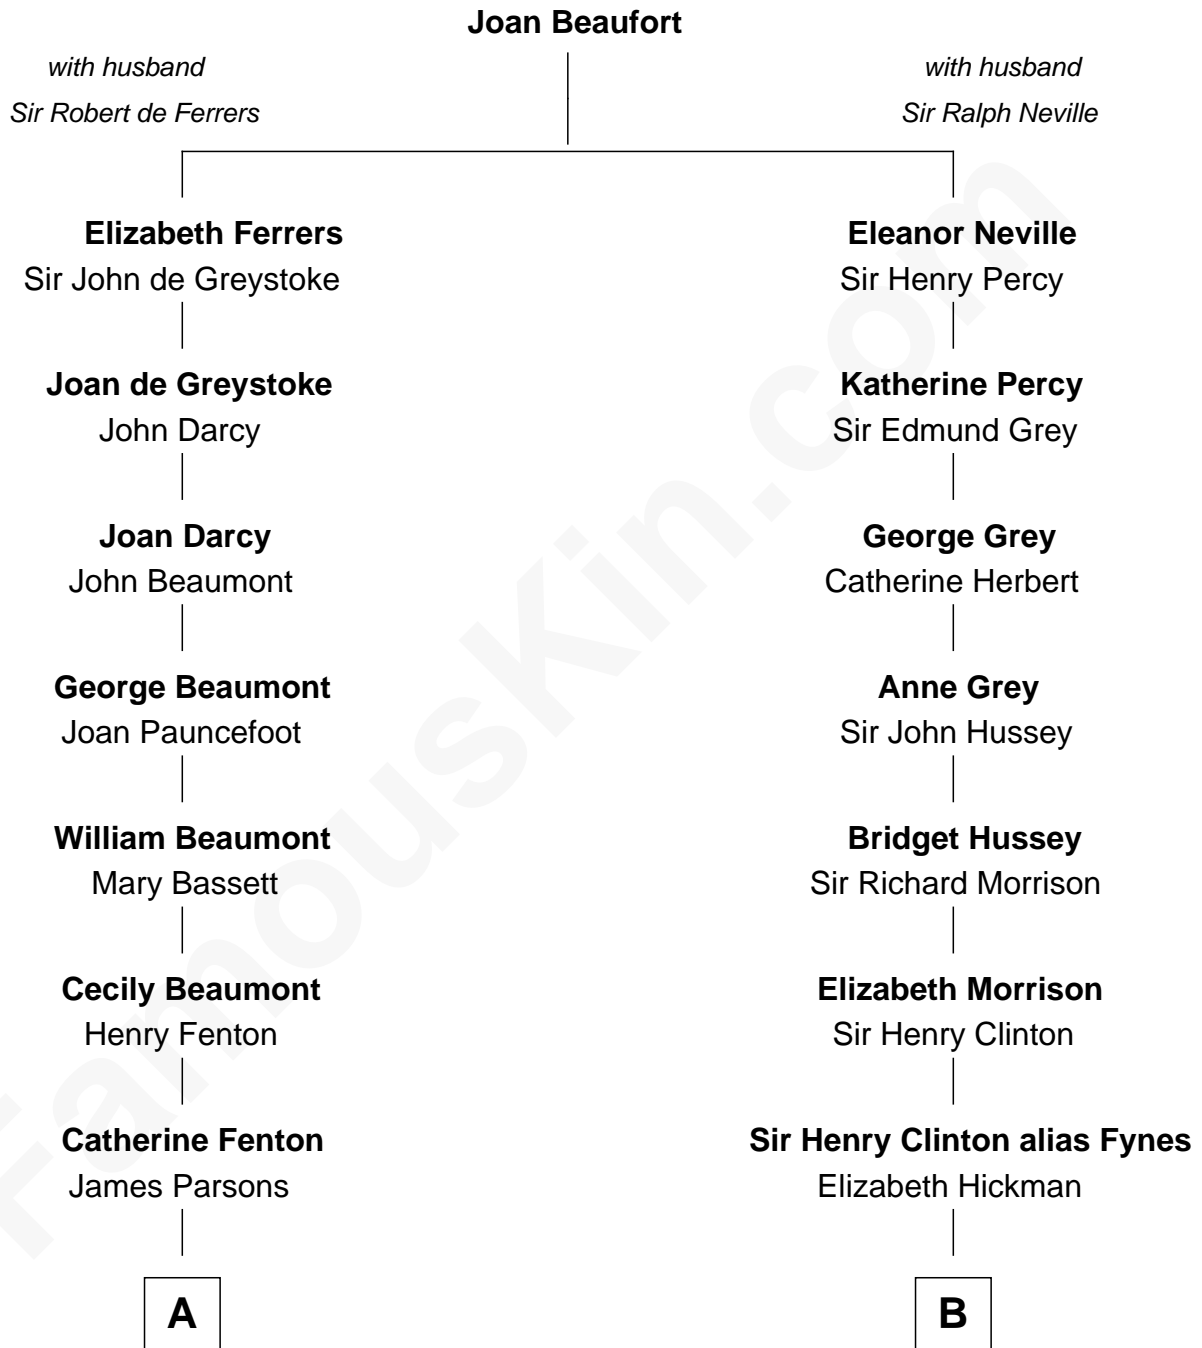 Joan Beaufort
with husband
Sir Robert de Ferrers
with husband
Sir Ralph Neville
Elizabeth Ferrers
Sir John de Greystoke
Eleanor Neville
Sir Henry Percy
Joan de Greystoke
John Darcy
Katherine Percy
Sir Edmund Grey
Joan Darcy
John Beaumont
George Grey
Catherine Herbert
George Beaumont
Joan Pauncefoot
Anne Grey
Sir John Hussey
William Beaumont
Mary Bassett
Bridget Hussey
Sir Richard Morrison
Cecily Beaumont
Henry Fenton
Elizabeth Morrison
Sir Henry Clinton
Catherine Fenton
James Parsons
Sir Henry Clinton alias Fynes
Elizabeth Hickman
A
B
FamousKin.com